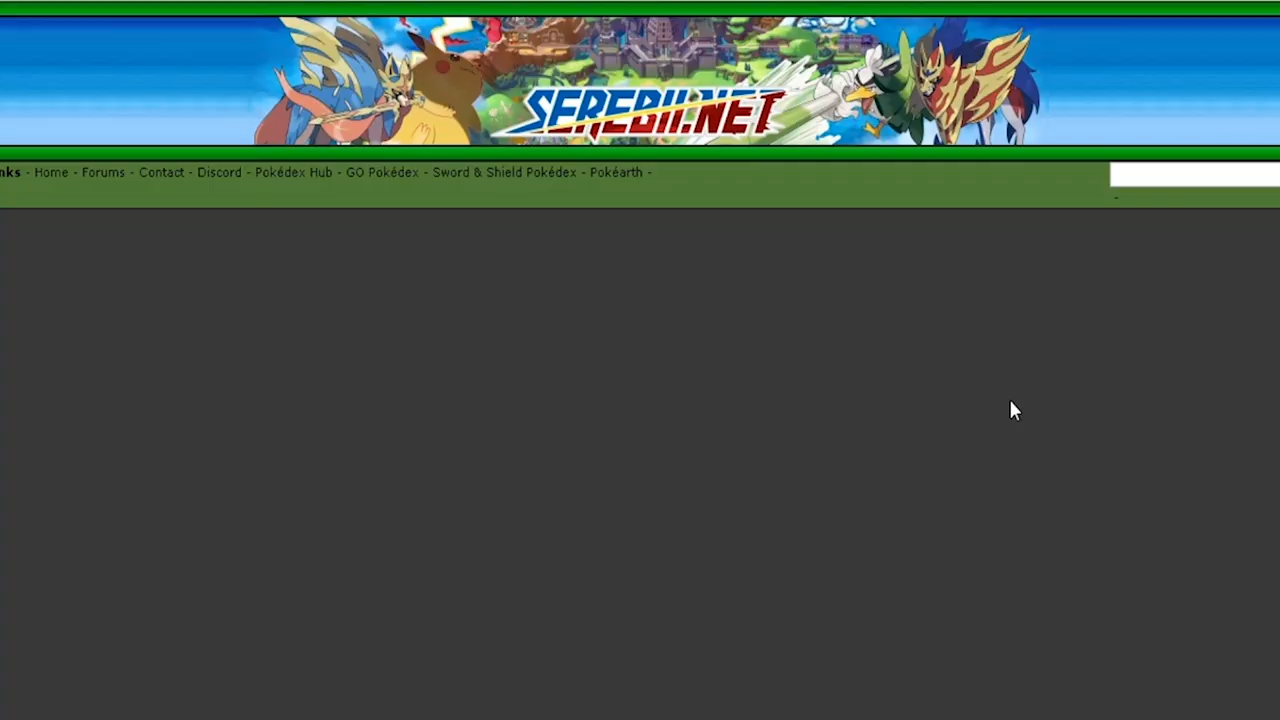 SEREBII.NET
nks - Home - Forums - Contact - Discord - Pokédex Hub - GO Pokédex - Sword & Shield Pokédex - Pokéarth -
-